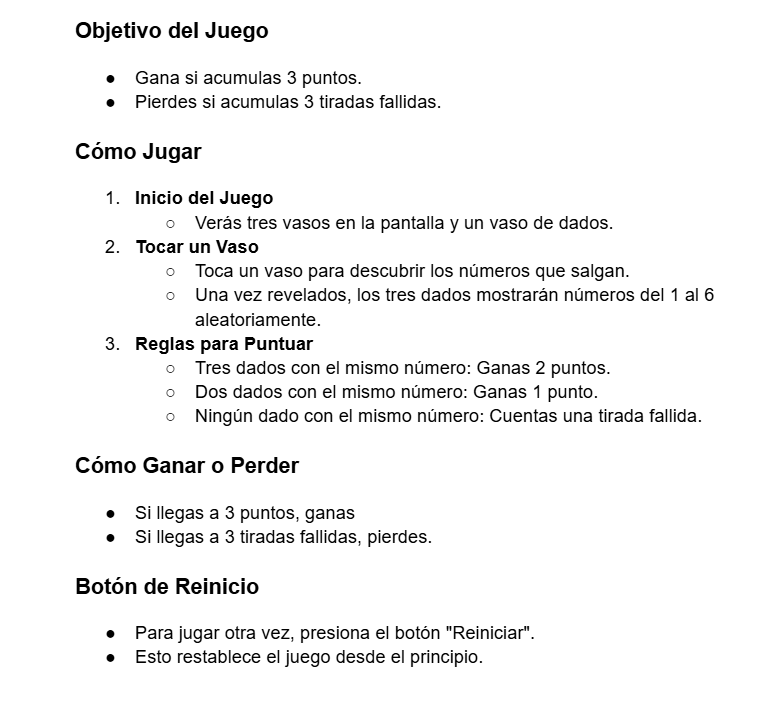 Objetivo del Juego
● Gana si acumulas 3 puntos.
● Pierdes si acumulas 3 tiradas fallidas.
Cómo Jugar
1. Inicio del Juego
○ Verás tres vasos en la pantalla y un vaso de dados.
2. Tocar un Vaso
○ Toca un vaso para descubrir los números que salgan.
○ Una vez revelados, los tres dados mostrarán números del 1 al 6
aleatoriamente.
3. Reglas para Puntuar
○ Tres dados con el mismo número: Ganas 2 puntos.
○ Dos dados con el mismo número: Ganas 1 punto.
○ Ningún dado con el mismo número: Cuentas una tirada fallida.
Cómo Ganar o Perder
● Si llegas a 3 puntos, ganas
● Si llegas a 3 tiradas fallidas, pierdes.
Botón de Reinicio
● Para jugar otra vez, presiona el botón "Reiniciar".
● Esto restablece el juego desde el principio.